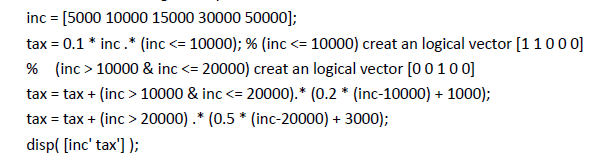 inc = [5000 10000 15000 30000 50000];
tax = 0.1 * inc .* (inc <= 10000); % (inc <= 10000) creat an logical vector [1 1 0 0 0]
% (inc > 10000 & inc <= 20000) creat an logical vector [0 0 1 0 0]
tax = tax + (inc > 10000 & inc <= 20000).* (0.2 * (inc-10000) + 1000);
tax = tax + (inc > 20000) .* (0.5 * (inc-20000) + 3000);
disp( [inc' tax'] );